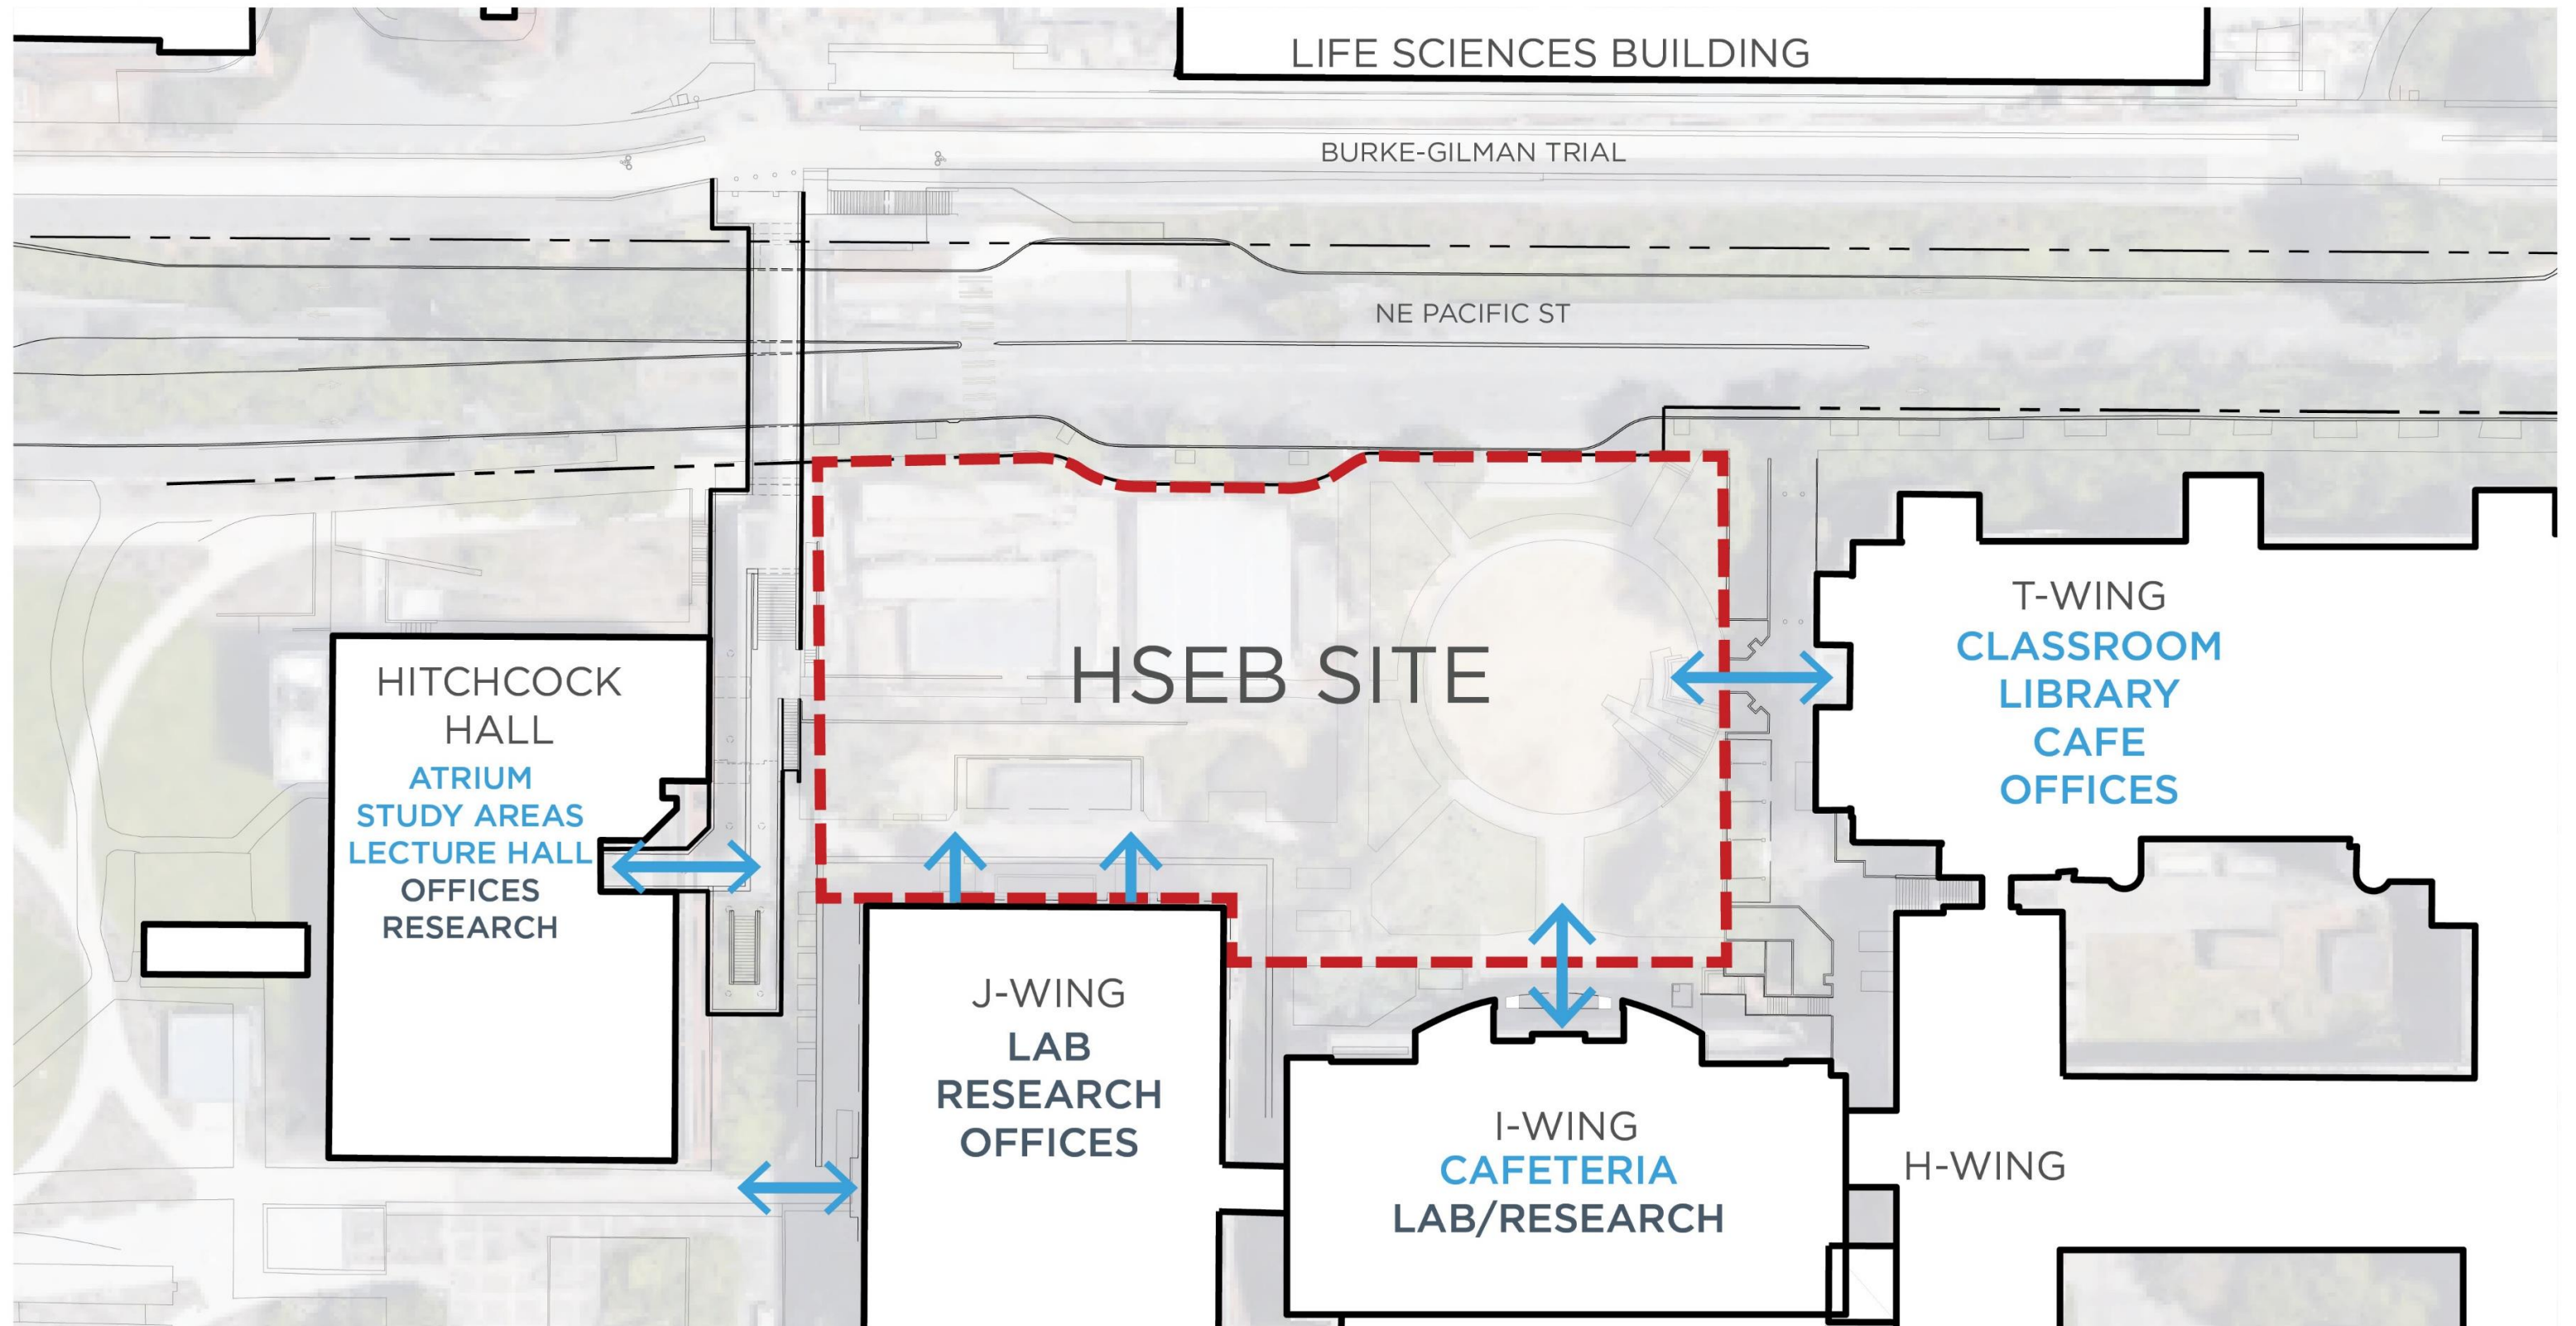 LIFE SCIENCES BUILDING
BURKE-GILMAN TRIAL
NE PACIFIC ST
HSEB SITE
HITCHCOCK
HALL
ATRIUM
STUDY AREAS
LECTURE HALL
OFFICES
RESEARCH
T-WING
CLASSROOM
LIBRARY
CAFE
OFFICES
J-WING
LAB
RESEARCH
OFFICES
I-WING
CAFETERIA
LAB/RESEARCH
H-WING